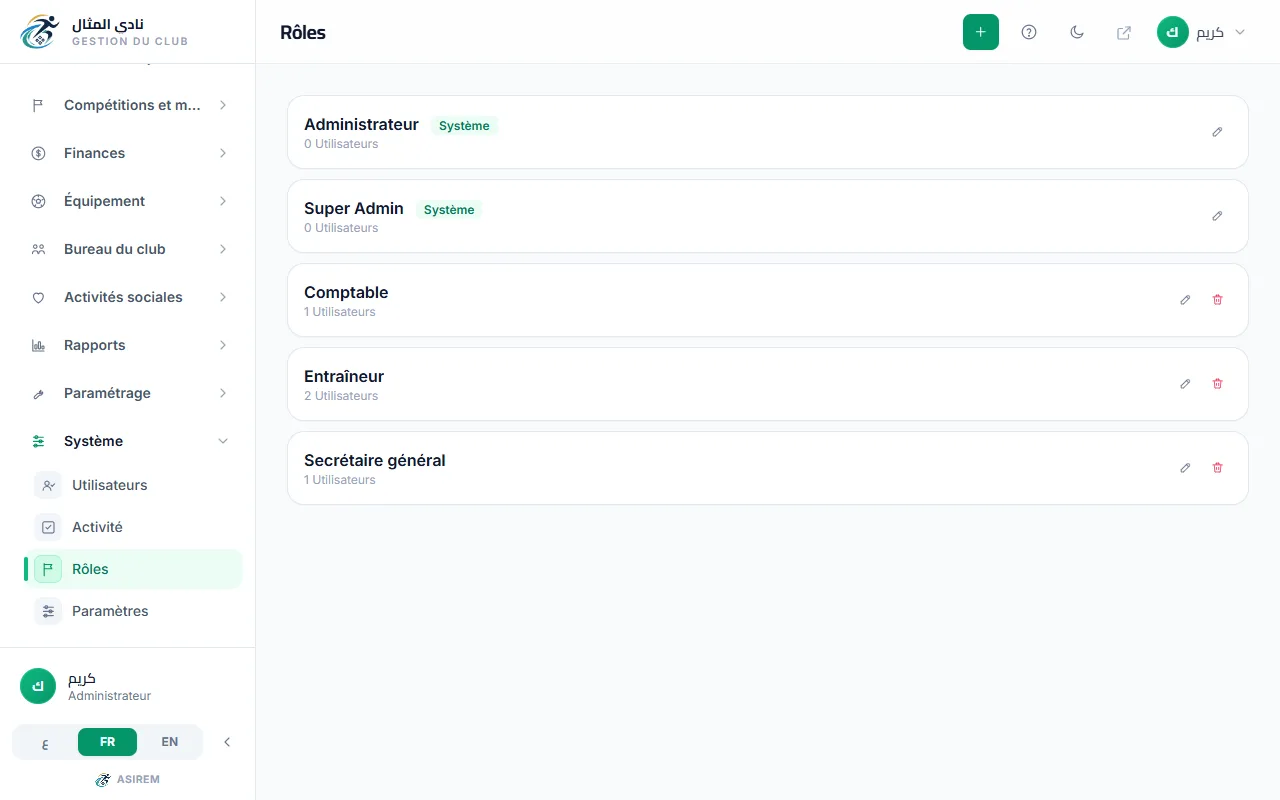 نادي المثال
GESTION DU CLUB
Rôles
كريم
ك
Compétitions et m...
Finances
Équipement
Bureau du club
Activités sociales
Rapports
Paramétrage
Système
Utilisateurs
Activité
Rôles
Paramètres
ك
كريم
Administrateur
ع
FR
EN
ASIREM
Administrateur
Système
0 Utilisateurs
Super Admin
Système
0 Utilisateurs
Comptable
1 Utilisateurs
Entraîneur
2 Utilisateurs
Secrétaire général
1 Utilisateurs